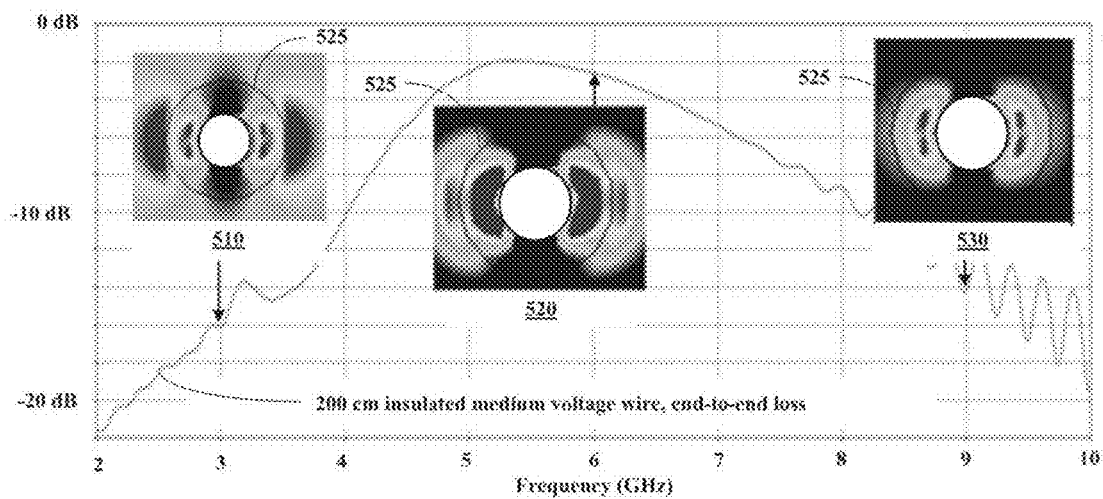 0 dB
525
525
525
-10 dB
510
530
520
-20 dB
200 cm insulated medium voltage wire, end-to-end loss
2 3 4 5 6 7 8 9 10
Frequency (GHz)